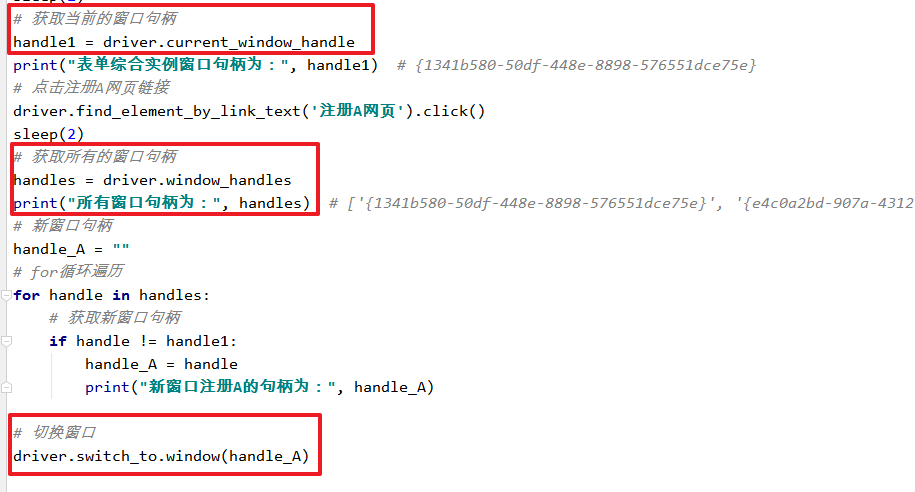 # 获取当前的窗口句柄
handle1 = driver.current_window_handle
print("表单综合实例窗口句柄为：", handle1)  # {1341b580-50df-448e-8898-576551dce75e}
# 点击注册A网页链接
driver.find_element_by_link_text('注册A网页').click()
sleep(2)
# 获取所有的窗口句柄
handles = driver.window_handles
print("所有窗口句柄为：", handles)  # ['{1341b580-50df-448e-8898-576551dce75e}', '{e4c0a2bd-907a-4312
# 新窗口句柄
handle_A = ""
# for循环遍历
for handle in handles:
    # 获取新窗口句柄
    if handle != handle1:
        handle_A = handle
        print("新窗口注册A的句柄为：", handle_A)
# 切换窗口
driver.switch_to.window(handle_A)